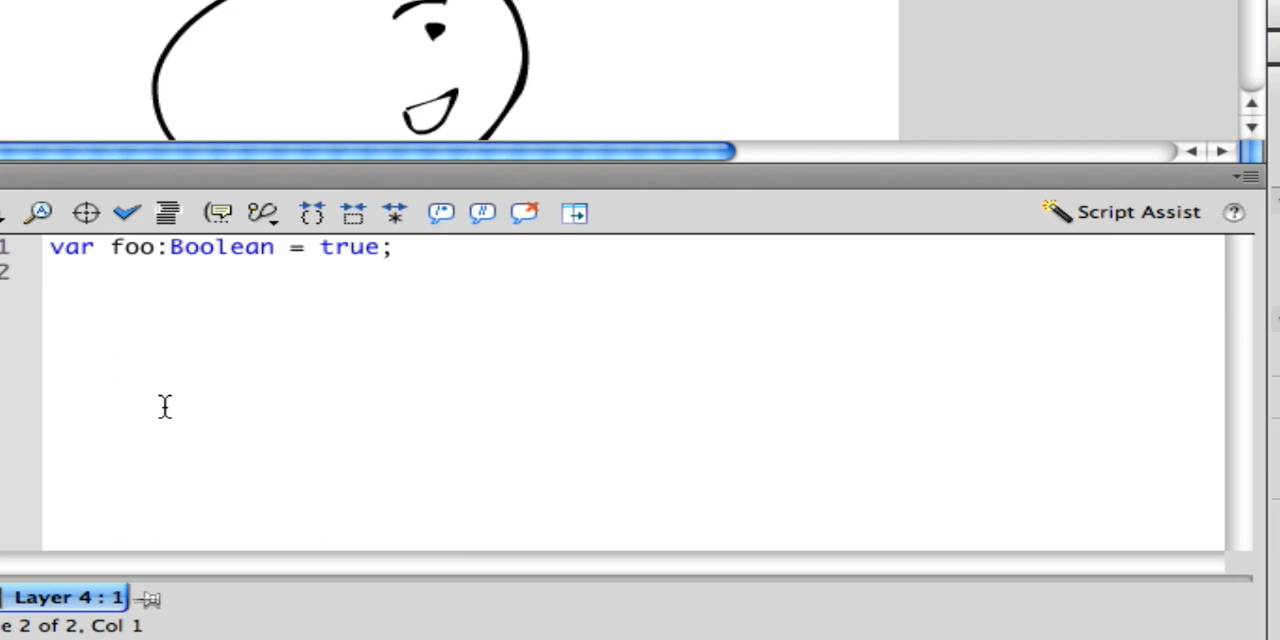 Script Assist
1 var foo:Boolean = true;
2
Layer 4 : 1
e 2 of 2, Col 1